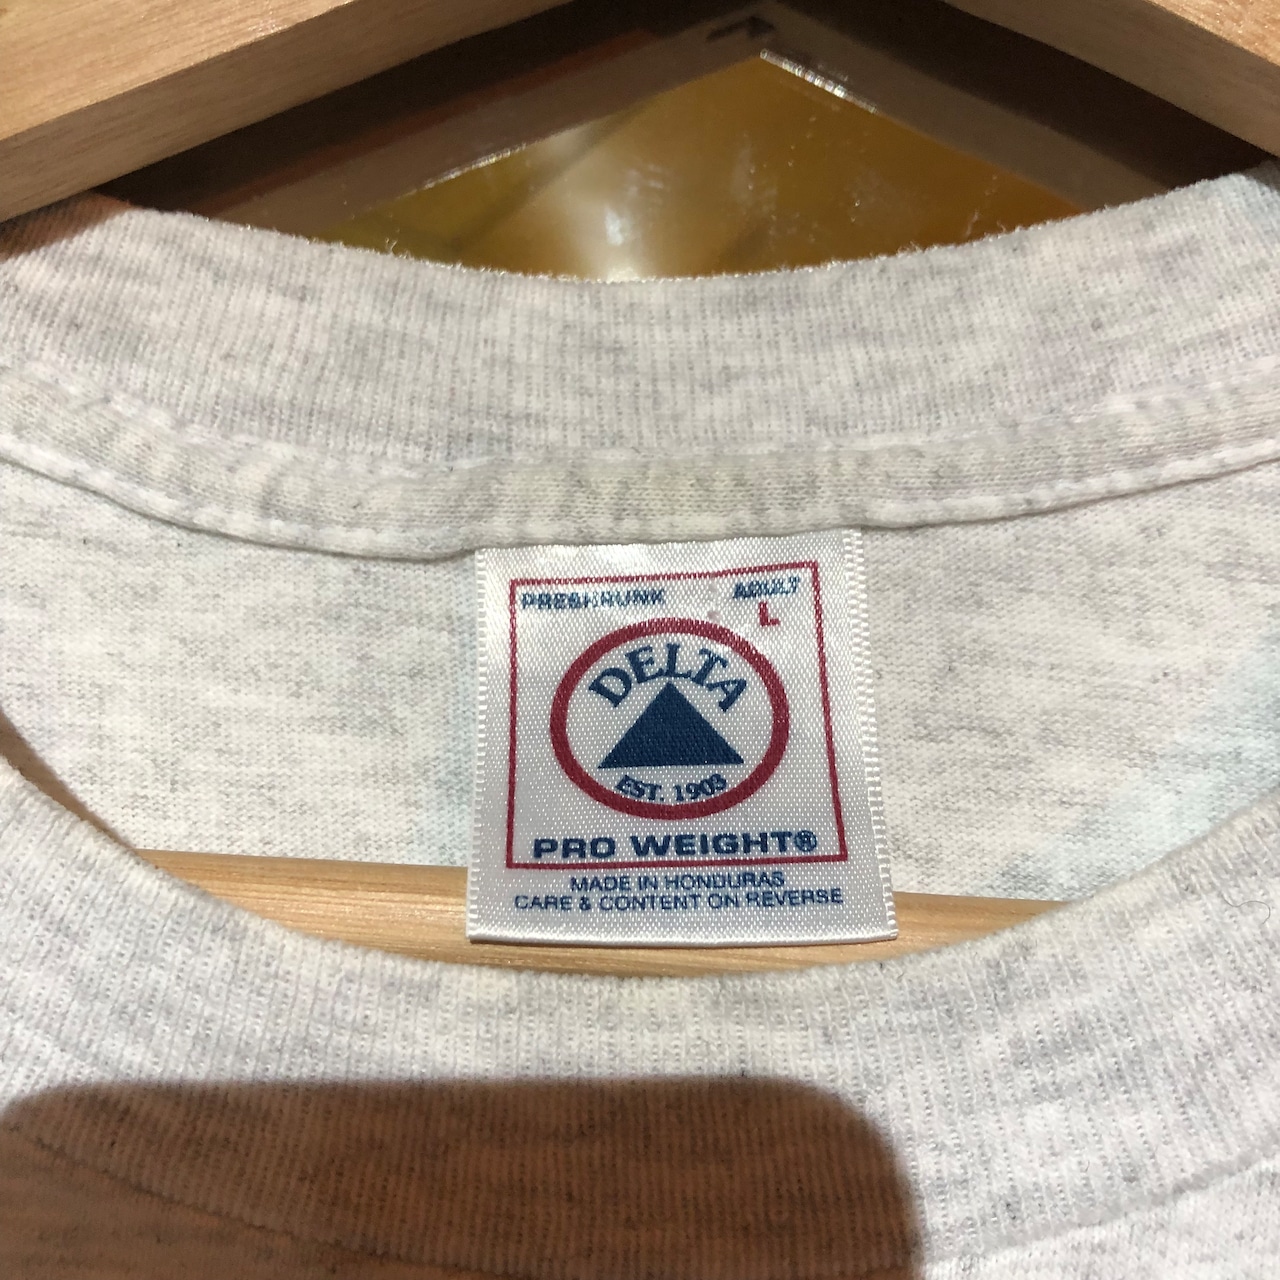 PRESHRUNK ADULT
L
DELTA
EST. 1903
PRO WEIGHT®
MADE IN HONDURAS
CARE & CONTENT ON REVERSE